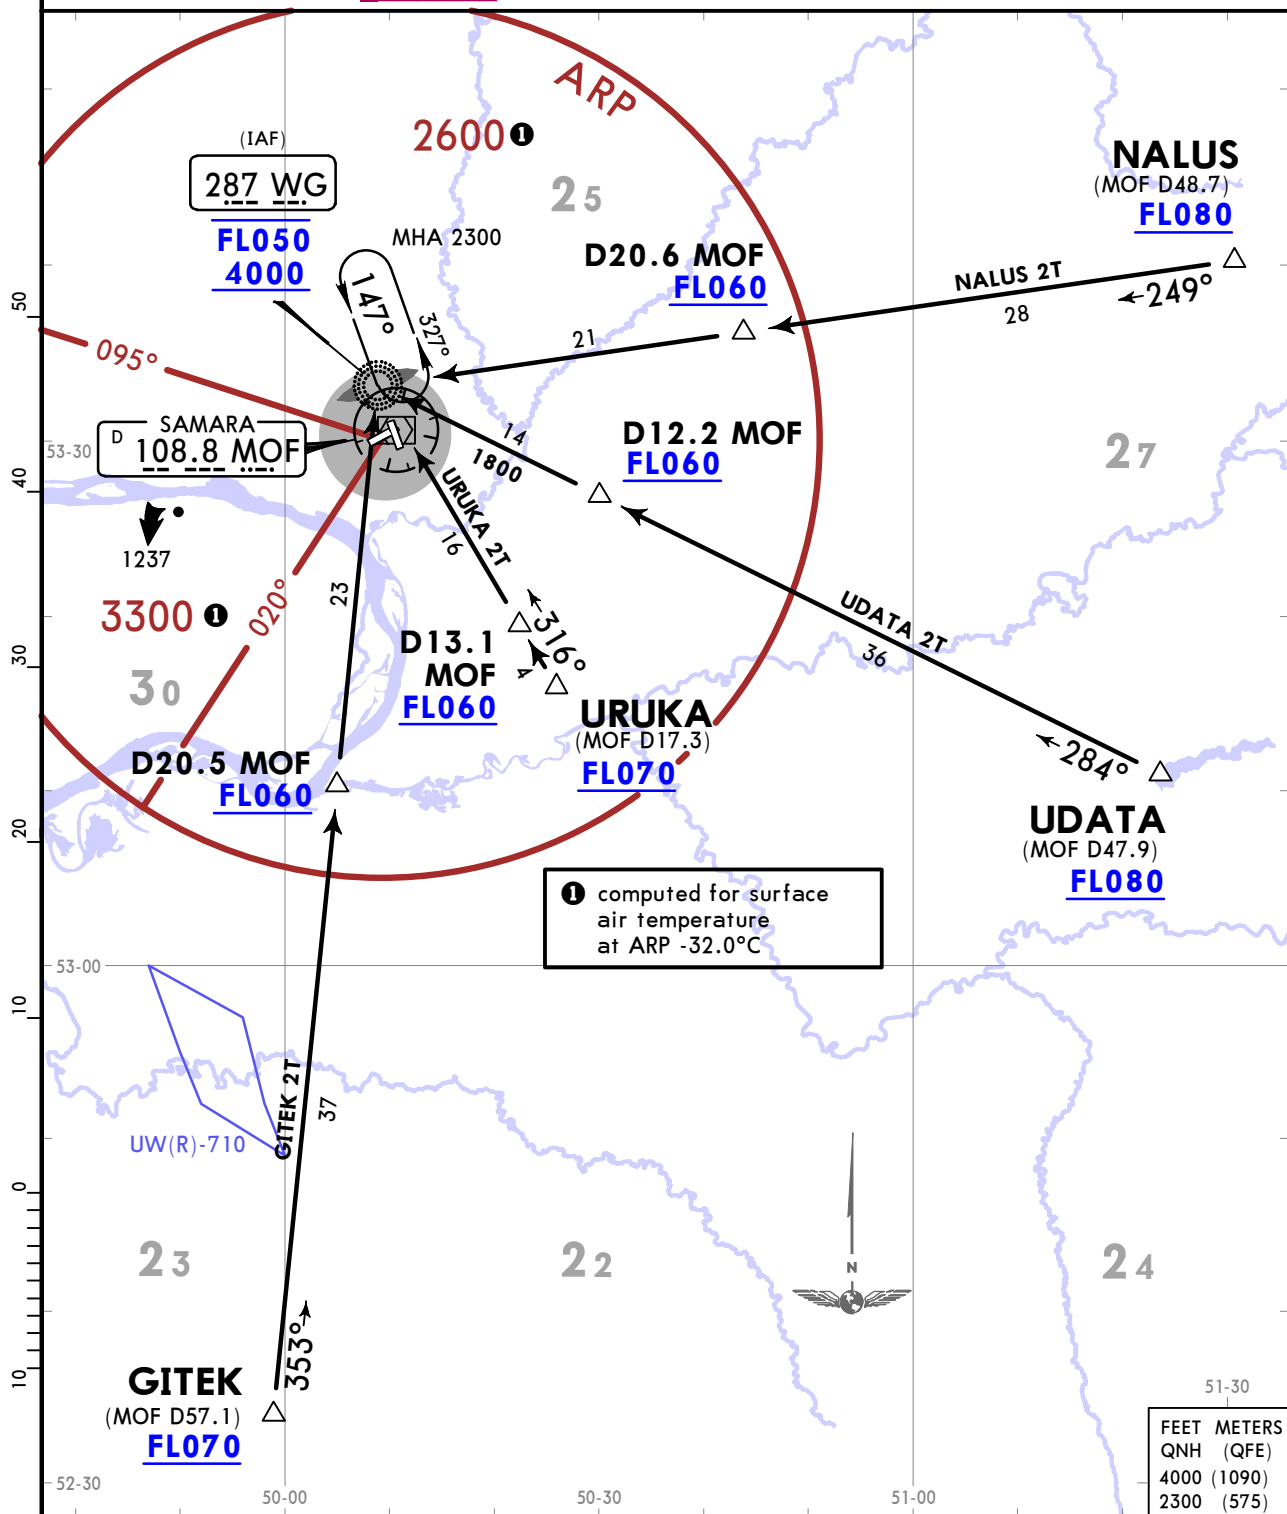 ARP
2600 ❶
(IAF)
287 WG
FL050
4000
MHA 2300
25
NALUS
(MOF D48.7)
FL080
D20.6 MOF
FL060
NALUS 2T
249°
28
21
147°
327°
50
095°
SAMARA
D 108.8 MOF
53-30
14
1800
D12.2 MOF
FL060
27
40
URUKA 2T
16
1237
23
3300 ❶
020°
UDATA 2T
36
316°
4
D13.1
MOF
FL060
30
30
URUKA
(MOF D17.3)
FL070
D20.5 MOF
FL060
284°
20
UDATA
(MOF D47.9)
FL080
❶ computed for surface
air temperature
at ARP -32.0°C
53-00
10
GITEK 2T
37
UW(R)-710
0
23
22
24
N
353°
10
GITEK
(MOF D57.1)
FL070
51-30
FEET METERS
QNH (QFE)
4000 (1090)
2300 (575)
52-30
50-00
50-30
51-00